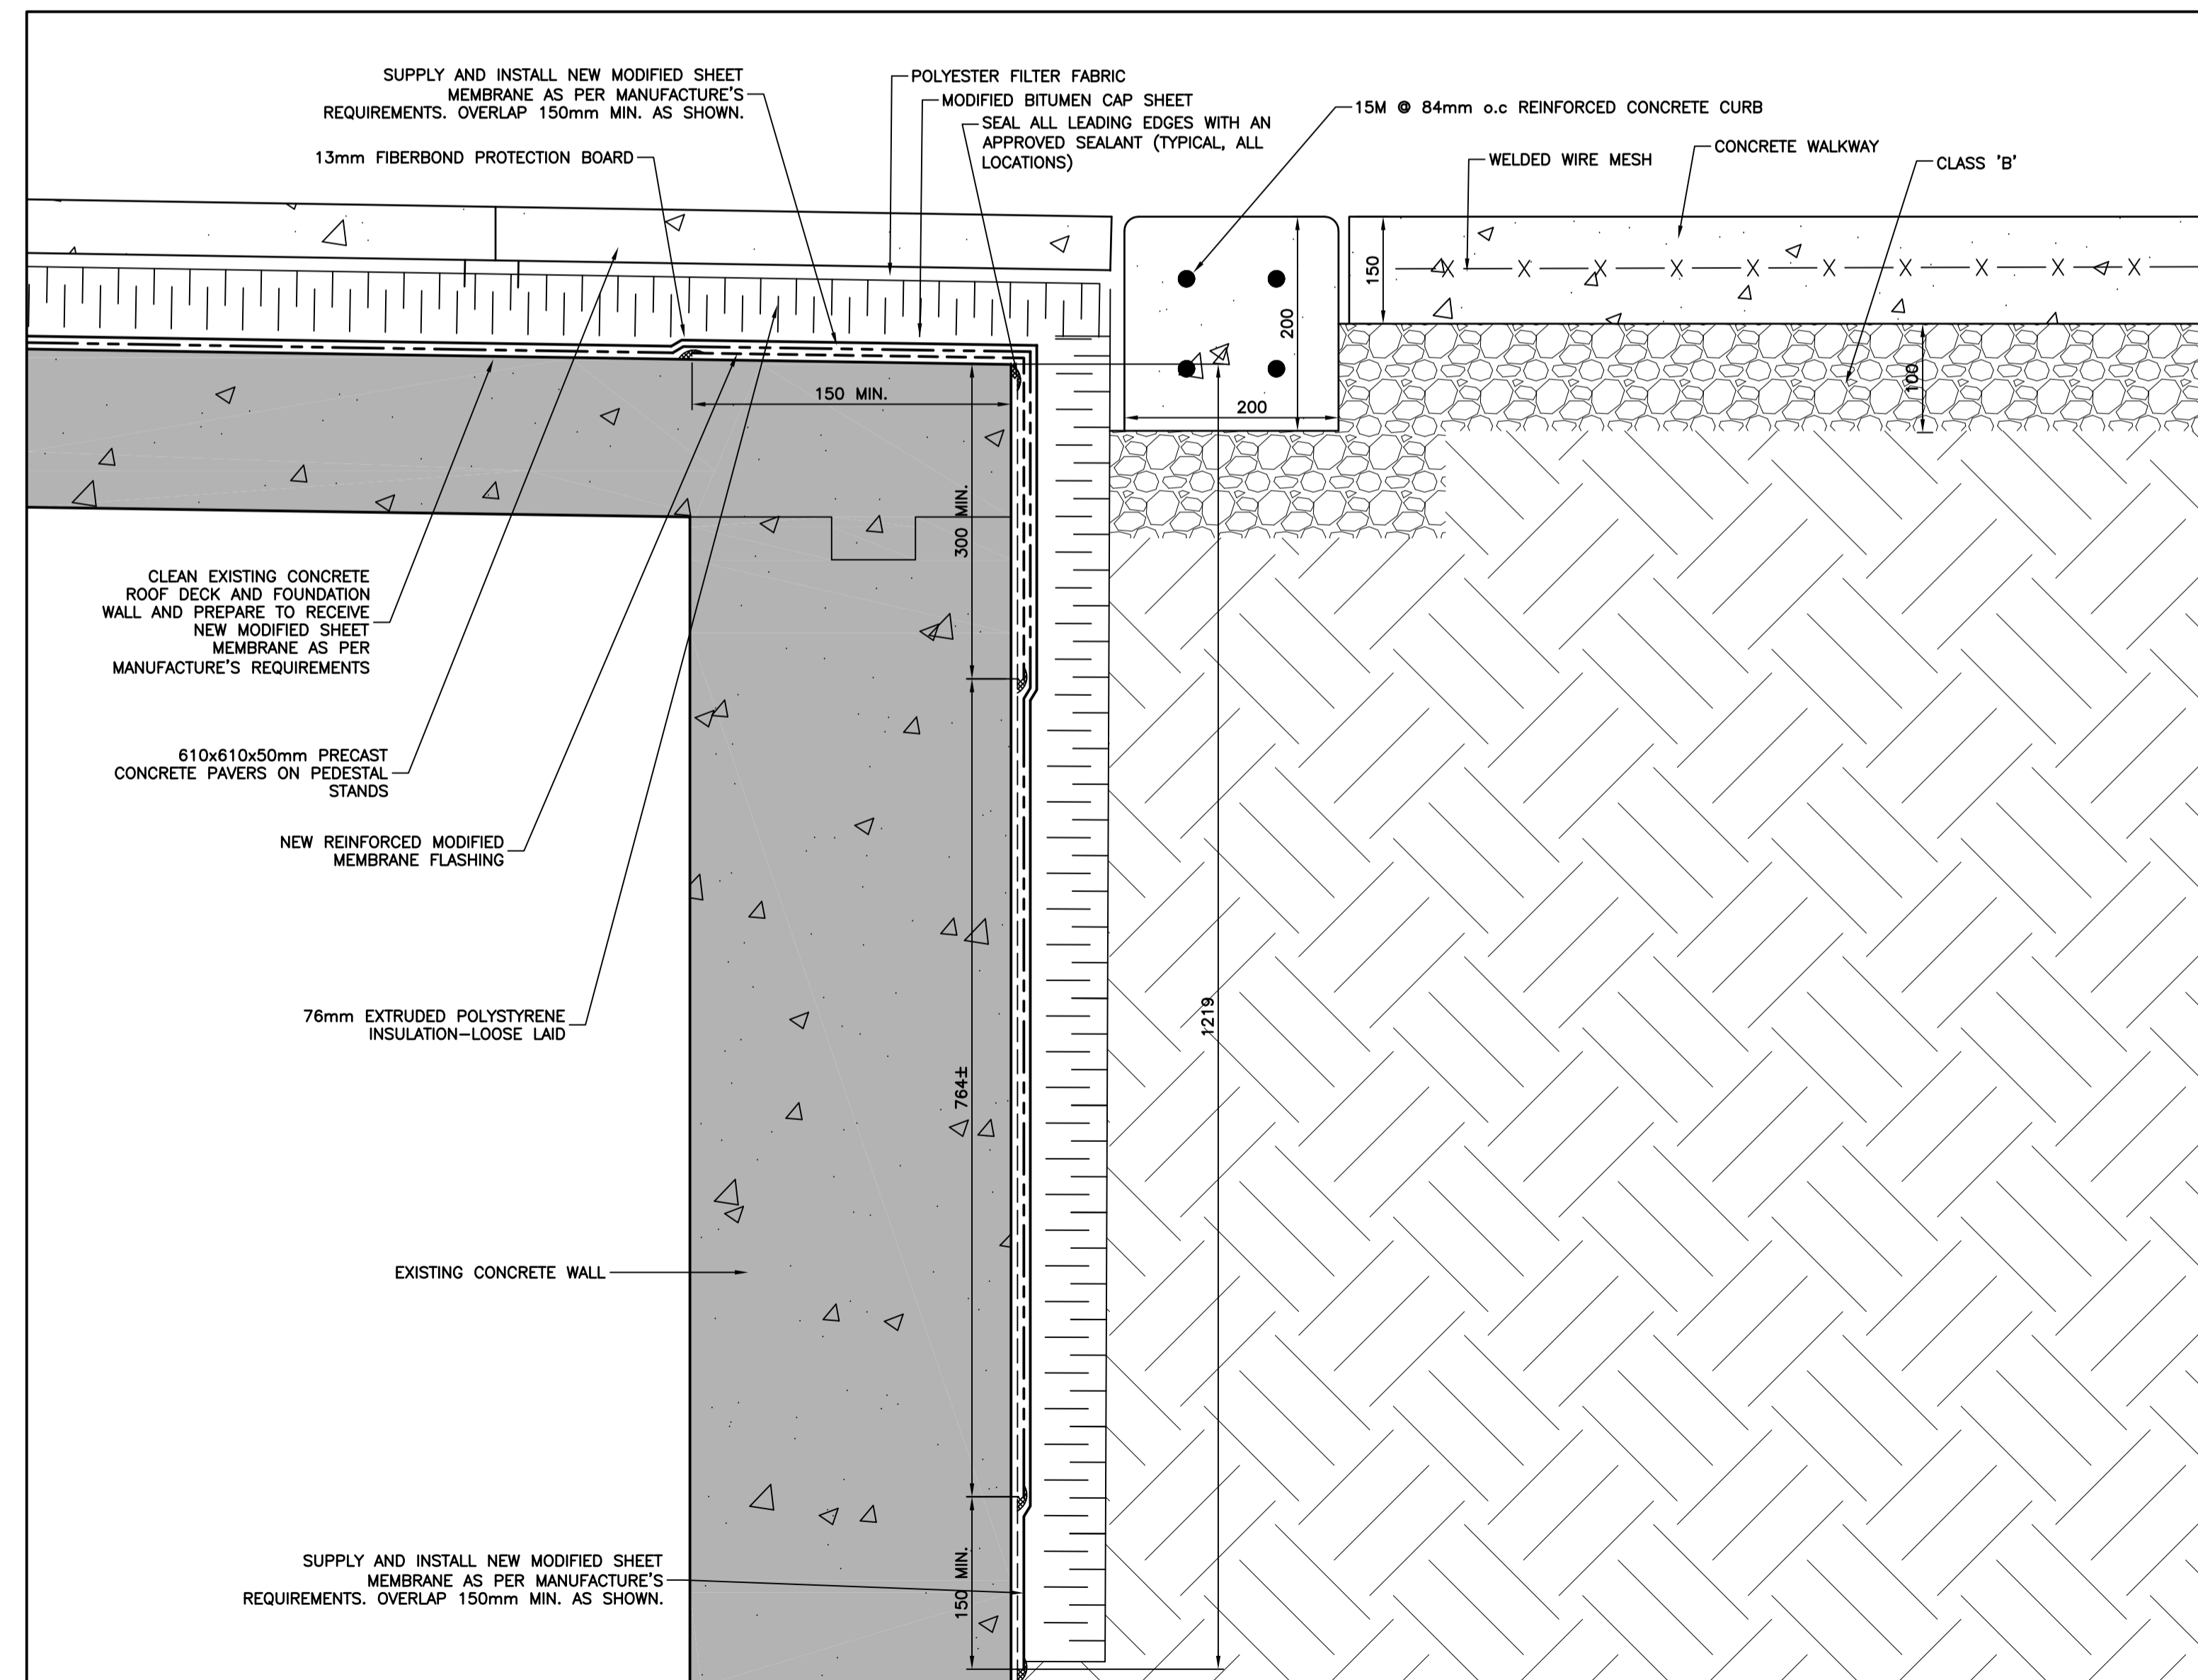 SUPPLY AND INSTALL NEW MODIFIED SHEET
MEMBRANE AS PER MANUFACTURE'S
REQUIREMENTS. OVERLAP 150mm MIN. AS SHOWN.
13mm FIBERBOND PROTECTION BOARD
POLYESTER FILTER FABRIC
MODIFIED BITUMEN CAP SHEET
SEAL ALL LEADING EDGES WITH AN
APPROVED SEALANT (TYPICAL, ALL
LOCATIONS)
15M @ 84mm o.c REINFORCED CONCRETE CURB
WELDED WIRE MESH
CONCRETE WALKWAY
CLASS 'B'
150
200
100
200
150 MIN.
300 MIN.
CLEAN EXISTING CONCRETE
ROOF DECK AND FOUNDATION
WALL AND PREPARE TO RECEIVE
NEW MODIFIED SHEET
MEMBRANE AS PER
MANUFACTURE'S REQUIREMENTS
610x610x50mm PRECAST
CONCRETE PAVERS ON PEDESTAL
STANDS
NEW REINFORCED MODIFIED
MEMBRANE FLASHING
76mm EXTRUDED POLYSTYRENE
INSULATION-LOOSE LAID
1219
764±
EXISTING CONCRETE WALL
SUPPLY AND INSTALL NEW MODIFIED SHEET
MEMBRANE AS PER MANUFACTURE'S
REQUIREMENTS. OVERLAP 150mm MIN. AS SHOWN.
150 MIN.